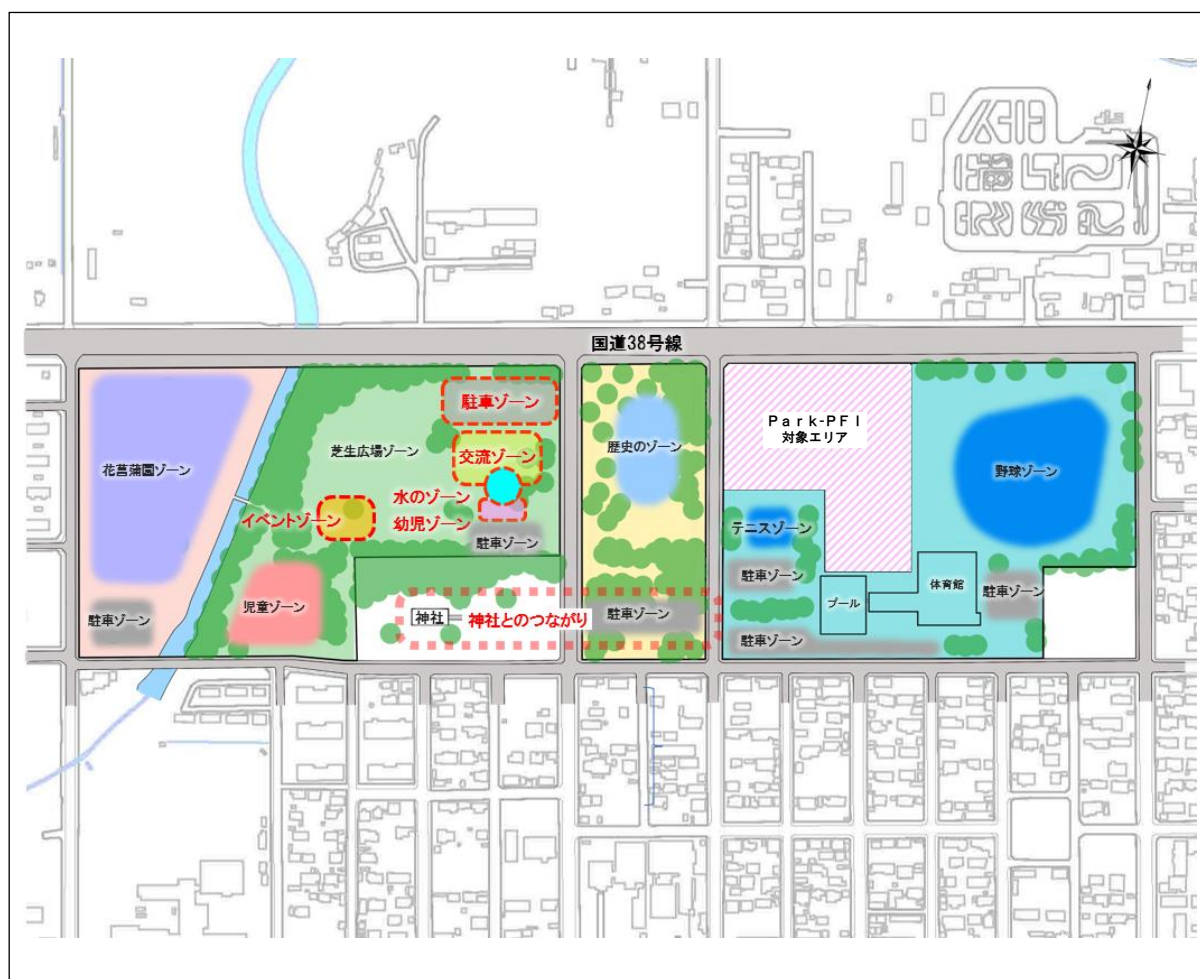 国道38号線
駐車ゾーン
Park-PFI
対象エリア
芝生広場ゾーン
交流ゾーン
歴史のゾーン
花菖蒲園ゾーン
野球ゾーン
水のゾーン
イベントゾーン
幼児ゾーン
テニスゾーン
駐車ゾーン
駐車ゾーン
児童ゾーン
プール
体育館
駐車ゾーン
駐車ゾーン
神社
神社とのつながり
駐車ゾーン
駐車ゾーン